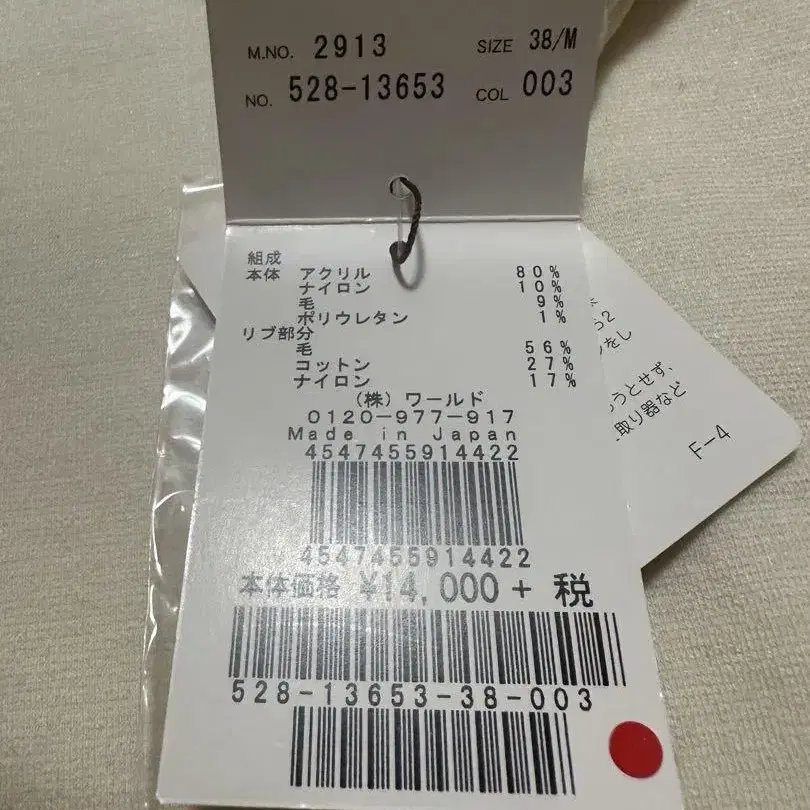 M.NO. 2913 SIZE 38/M
NO. 528-13653 COL 003
組成
本体 アクリル 80%
ナイロン 10%
毛 9%
ポリウレタン 1%
リブ部分
毛 56%
コットン 27%
ナイロン 17%
(株)ワールド
0120-977-917
Made in Japan
4547455914422
4547455914422
本体価格 ¥14,000 + 税
528-13653-38-003
2
をし
うとせず、
取り器など
F-4